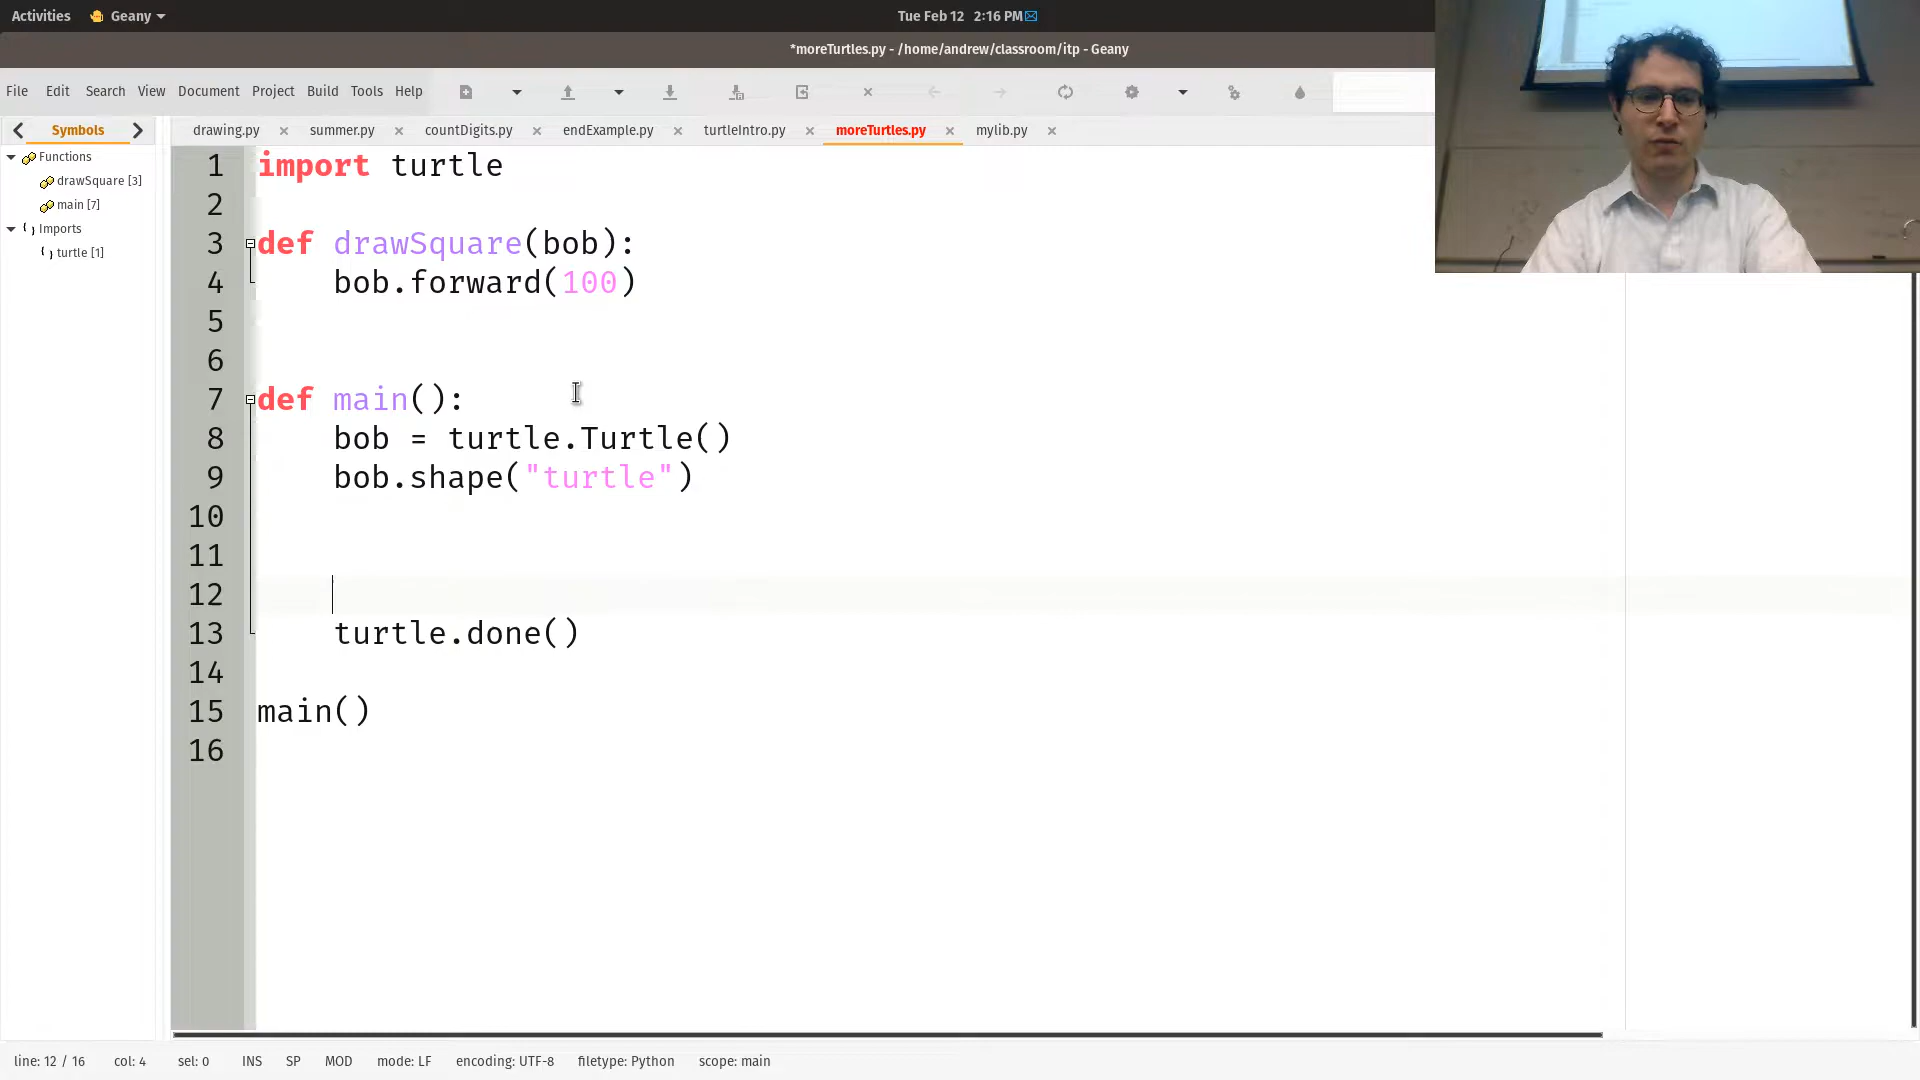 Activities Geany Tue Feb 12 2:16 PM
*moreTurtles.py - /home/andrew/classroom/itp - Geany
File Edit Search View Document Project Build Tools Help
Symbols drawing.py summer.py countDigits.py endExample.py turtleIntro.py moreTurtles.py mylib.py
Functions
drawSquare [3]
main [7]
Imports
turtle [1]
1 import turtle
2
3 def drawSquare(bob):
4 bob.forward(100)
5
6
7 def main():
8 bob = turtle.Turtle()
9 bob.shape("turtle")
10
11
12
13 turtle.done()
14
15 main()
16
line: 12 / 16 col: 4 sel: 0 INS SP MOD mode: LF encoding: UTF-8 filetype: Python scope: main